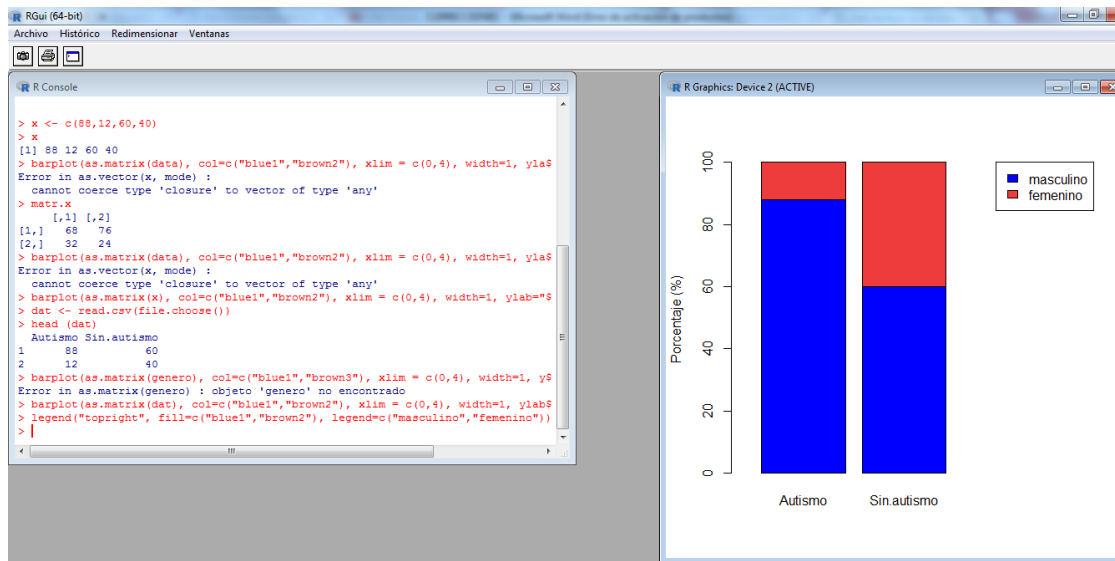 RGui (64-bit)
Archivo Histórico Redimensionar Ventanas
R Console
> x <- c(88,12,60,40)
> x
[1] 88 12 60 40
> barplot(as.matrix(data), col=c("blue1","brown2"), xlim = c(0,4), width=1, yla$
Error in as.vector(x, mode) :
cannot coerce type 'closure' to vector of type 'any'
> matr.x
[,1] [,2]
[1,] 68 76
[2,] 32 24
> barplot(as.matrix(data), col=c("blue1","brown2"), xlim = c(0,4), width=1, yla$
Error in as.vector(x, mode) :
cannot coerce type 'closure' to vector of type 'any'
> barplot(as.matrix(x), col=c("blue1","brown2"), xlim = c(0,4), width=1, ylab="$
> dat <- read.csv(file.choose())
> head (dat)
Autismo Sin.autismo
1 88 60
2 12 40
> barplot(as.matrix(genero), col=c("blue1","brown3"), xlim = c(0,4), width=1, y$
Error in as.matrix(genero) : objeto 'genero' no encontrado
> barplot(as.matrix(dat), col=c("blue1","brown2"), xlim = c(0,4), width=1, ylab$
> legend("topright", fill=c("blue1","brown2"), legend=c("masculino","femenino"))
>
R Graphics: Device 2 (ACTIVE)
masculino
femenino
Porcentaje (%)
100
80
60
40
20
0
Autismo Sin.autismo